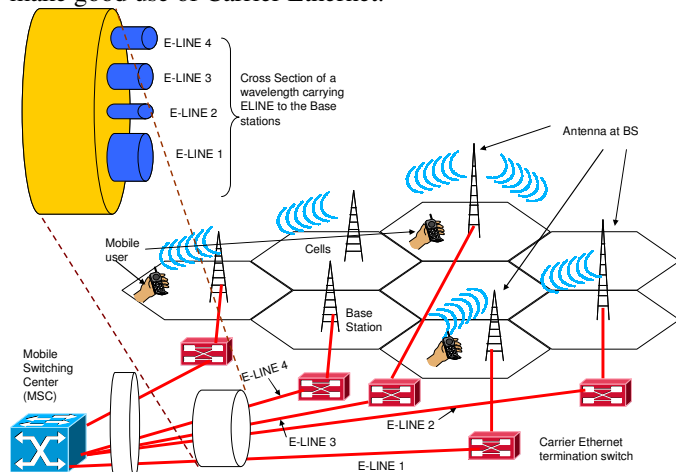 make good use of Carrier Ethernet.
E-LINE 4
E-LINE 3
E-LINE 2
E-LINE 1
Cross Section of a
wavelength carrying
ELINE to the Base
stations
Antenna at BS
Mobile
user
Cells
Base
Station
Mobile
Switching
Center
(MSC)
E-LINE 4
E-LINE 3
E-LINE 2
E-LINE 1
Carrier Ethernet
termination switch